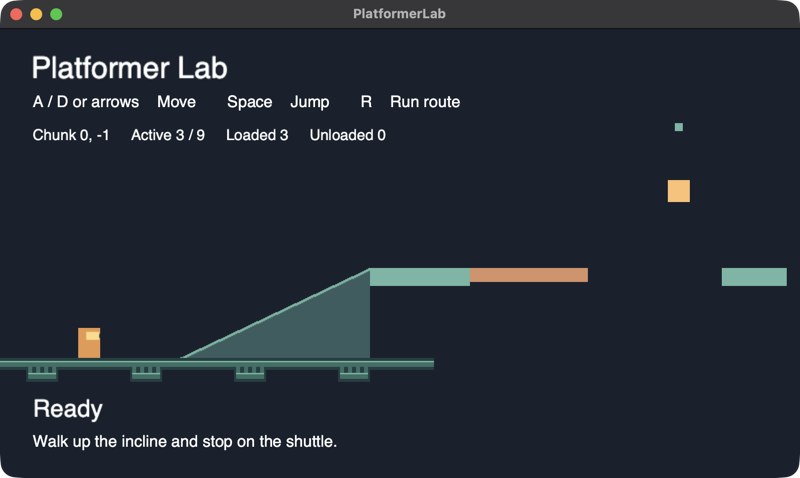 PlatformerLab
Platformer Lab
A / D or arrows Move Space Jump R Run route
Chunk 0, -1 Active 3 / 9 Loaded 3 Unloaded 0
Ready
Walk up the incline and stop on the shuttle.